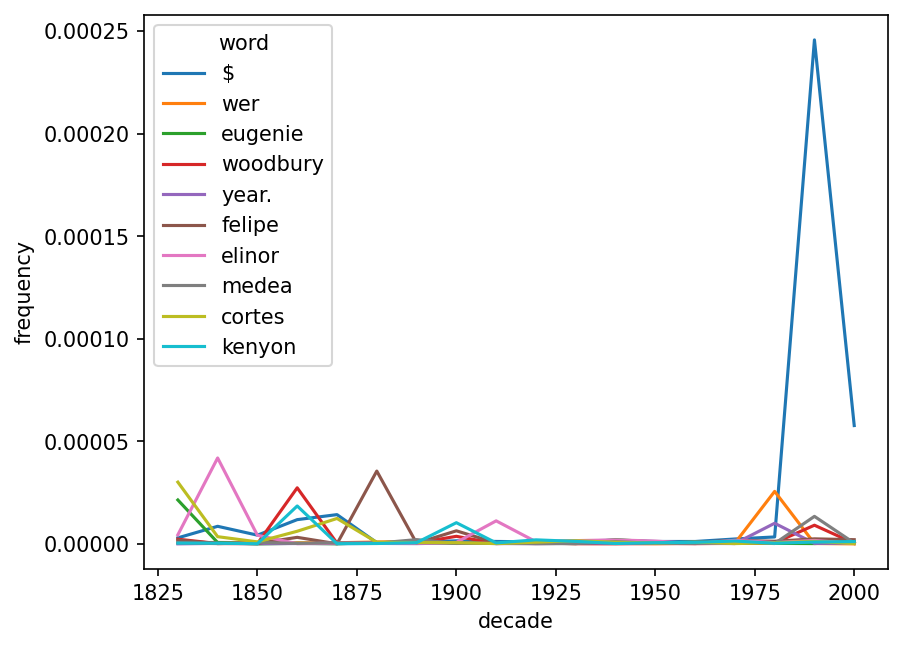 word
$
wer
eugenie
woodbury
year.
felipe
elinor
medea
cortes
kenyon
frequency
0.00025
0.00020
0.00015
0.00010
0.00005
0.00000
1825 1850 1875 1900 1925 1950 1975 2000
decade